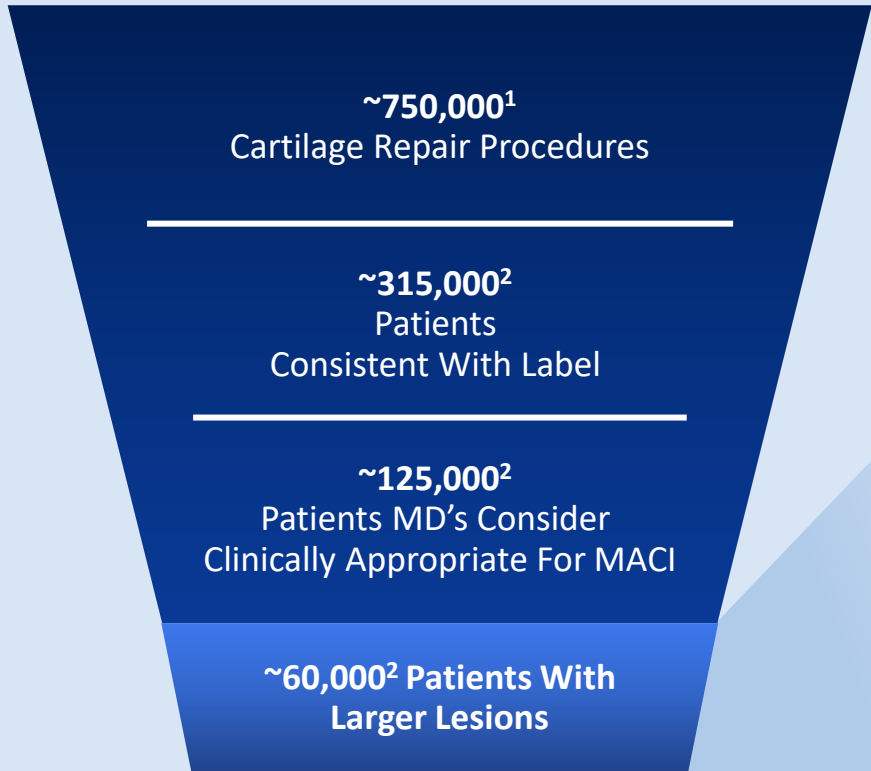 ~750,000¹
Cartilage Repair Procedures
~315,000²
Patients
Consistent With Label
~125,000²
Patients MD’s Consider
Clinically Appropriate For MACI
~60,000² Patients With
Larger Lesions